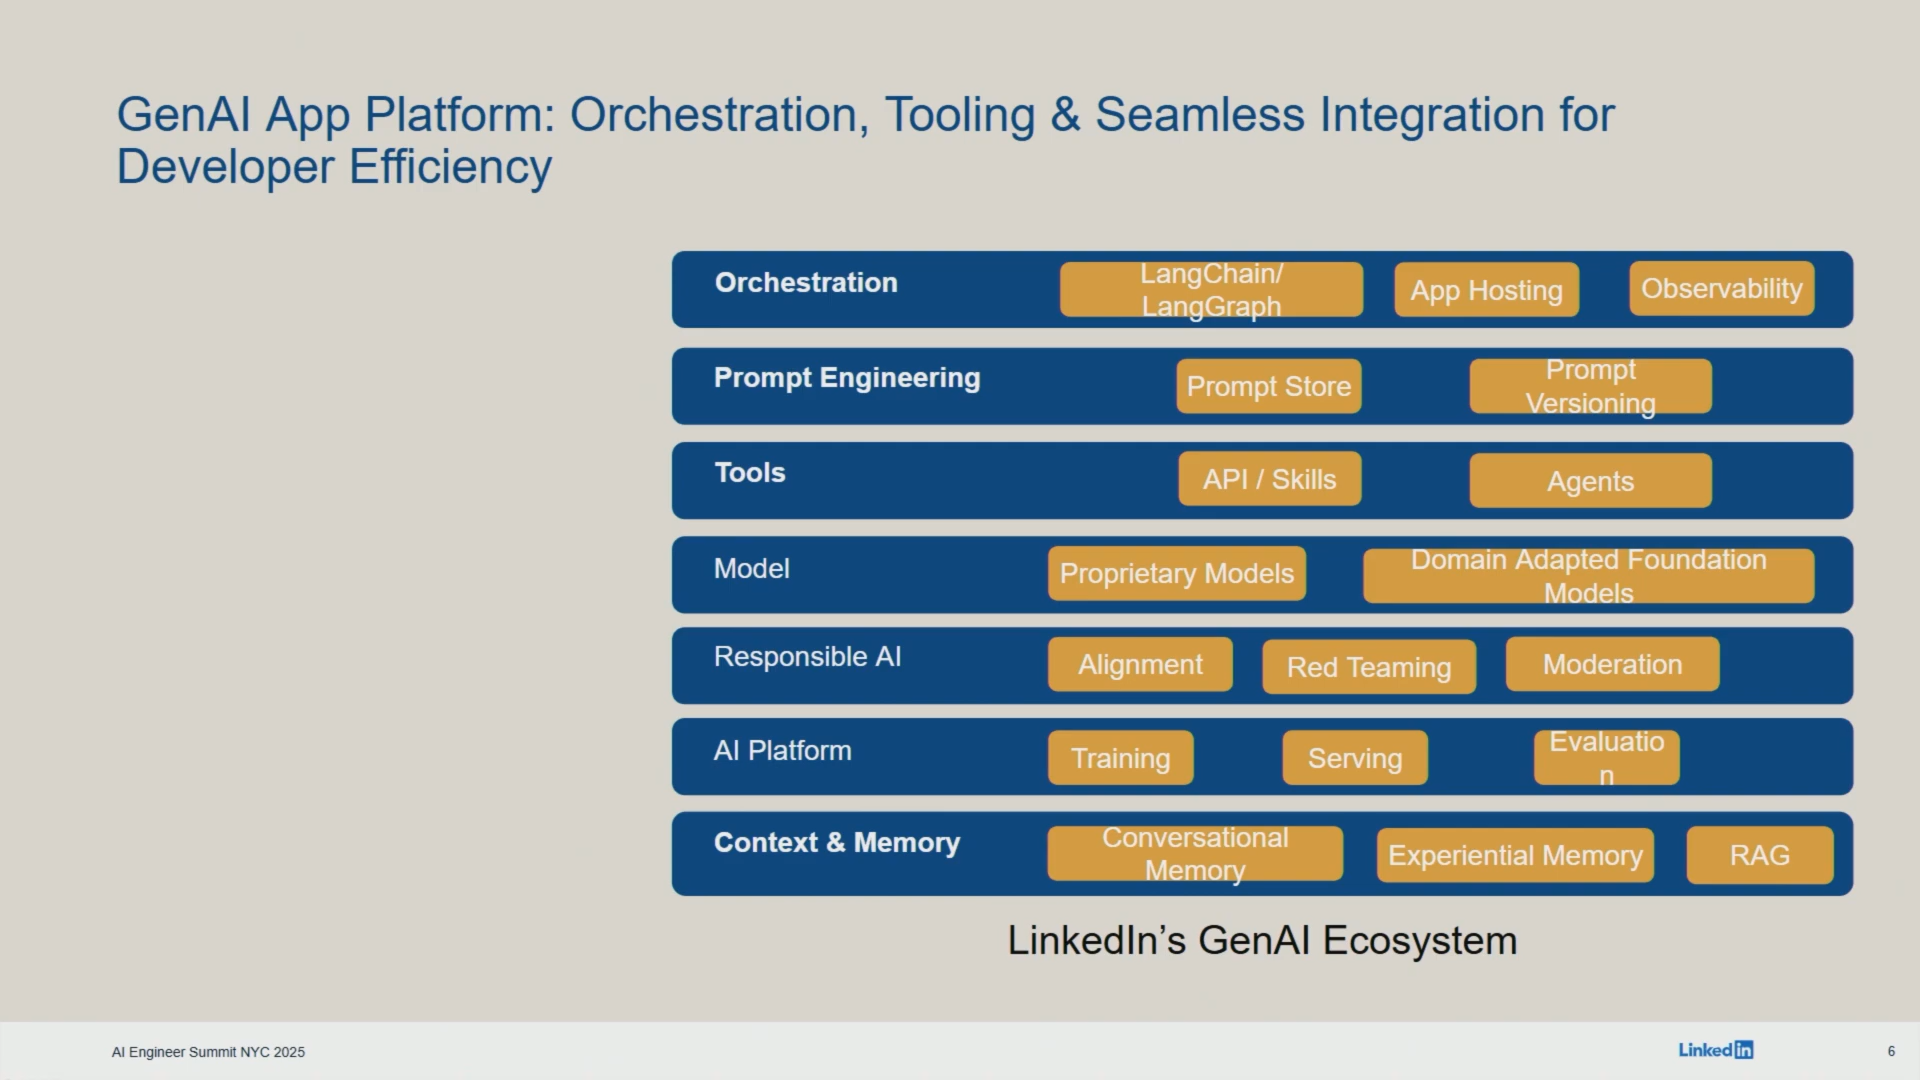 GenAI App Platform: Orchestration, Tooling & Seamless Integration for
Developer Efficiency
Orchestration
LangChain/
LangGraph
App Hosting
Observability
Prompt Engineering
Prompt Store
Prompt
Versioning
Tools
API / Skills
Agents
Model
Proprietary Models
Domain Adapted Foundation
Models
Responsible AI
Alignment
Red Teaming
Moderation
AI Platform
Training
Serving
Evaluatio
n
Context & Memory
Conversational
Memory
Experiential Memory
RAG
LinkedIn’s GenAI Ecosystem
AI Engineer Summit NYC 2025
Linked in
6